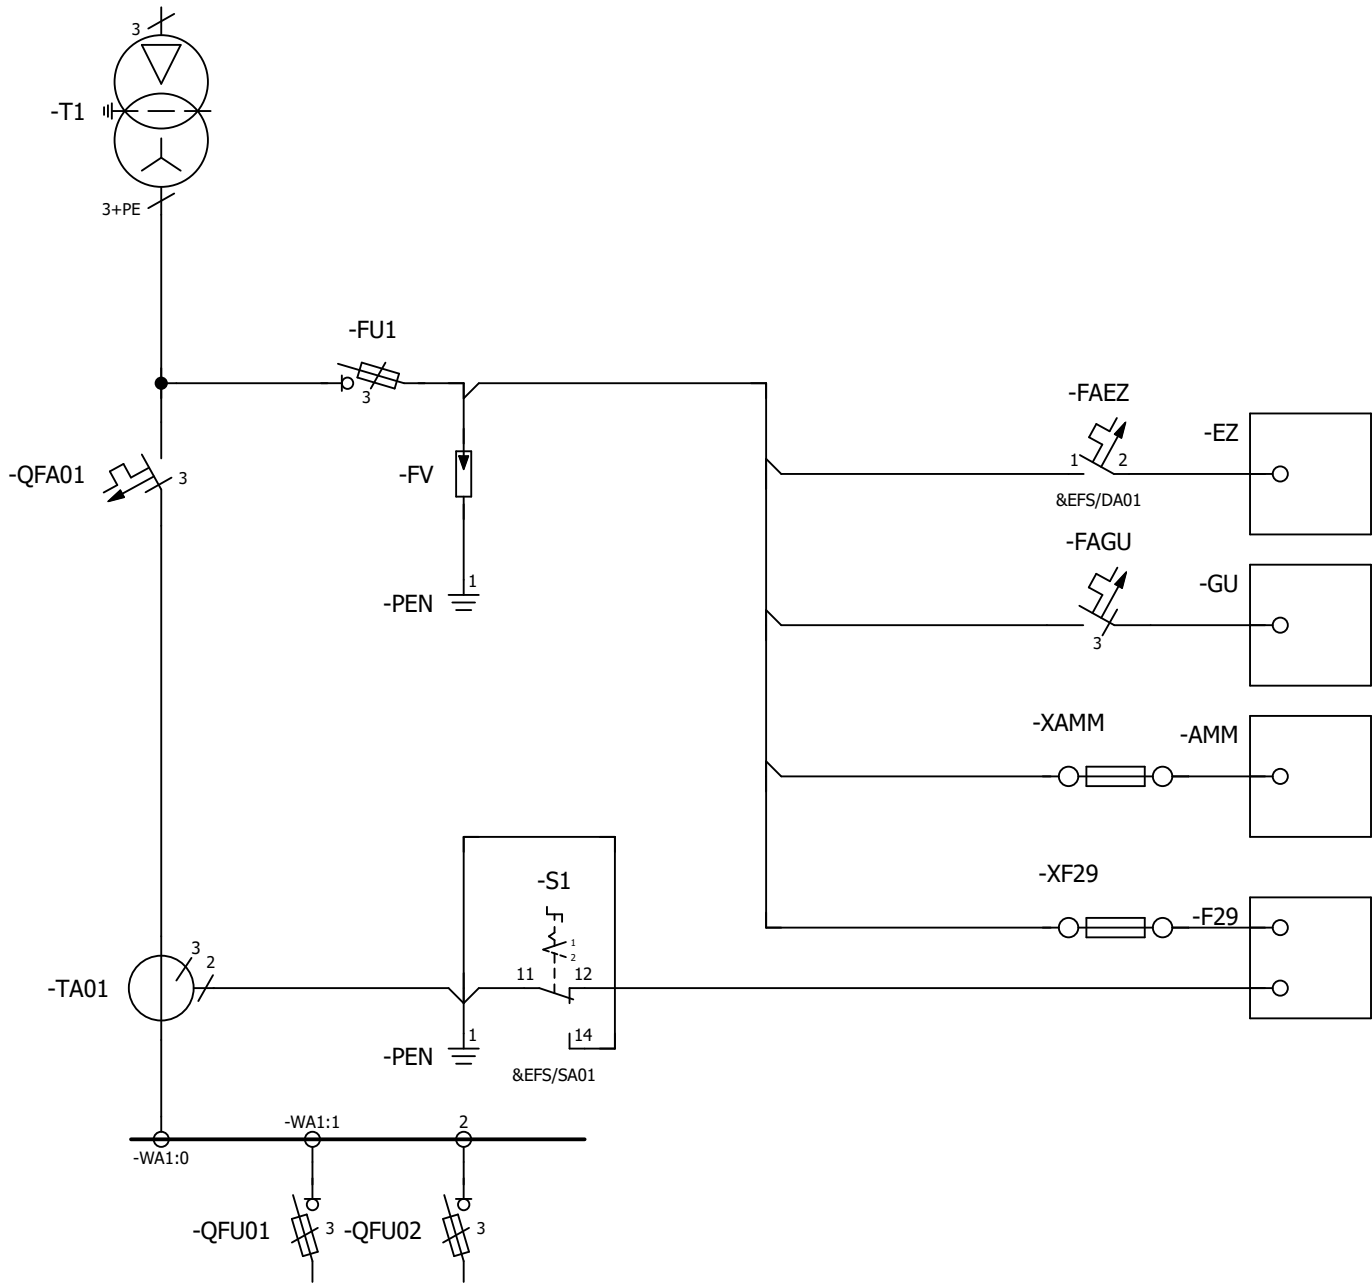 3
-T1
3+PE
-FU1
3
-FAEZ
-EZ
1 2
&EFS/DA01
-QFA01
3
-FV
-FAGU
-GU
3
1
-PEN
-XAMM
-AMM
-XF29
-F29
-S1
1
2
11 12
3
2
-TA01
1
-PEN
14
&EFS/SA01
-WA1:1
2
-WA1:0
-QFU01
3
-QFU02
3